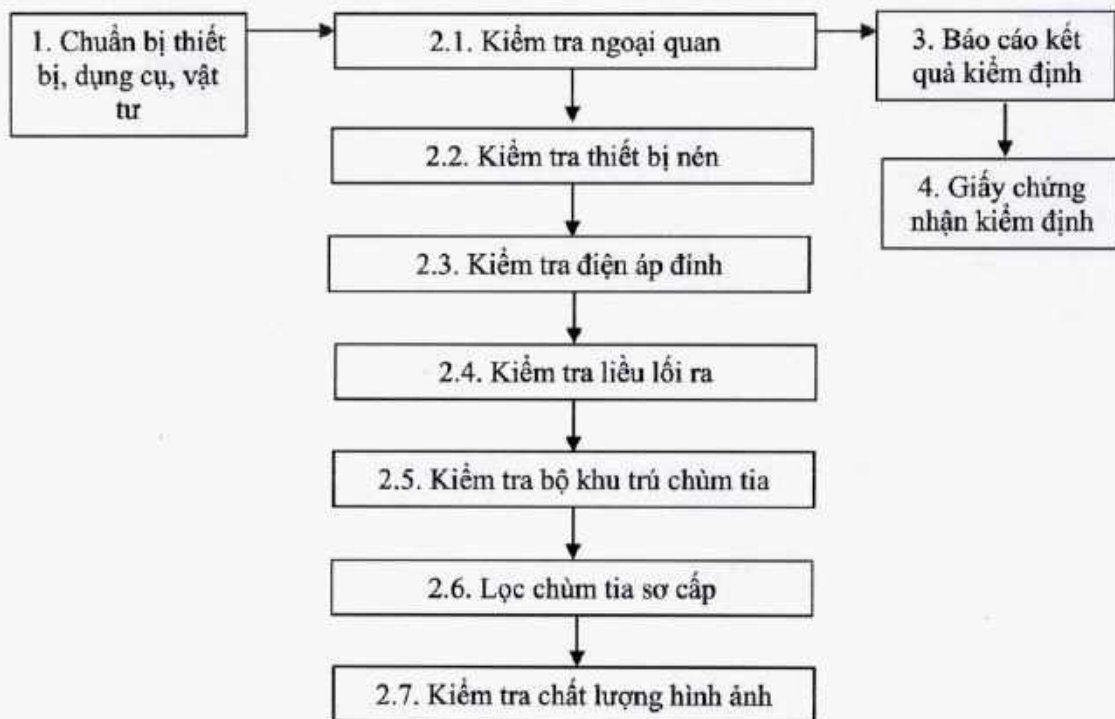 1. Chuẩn bị thiết
bị, dụng cụ, vật
tư
2.1. Kiểm tra ngoại quan
2.2. Kiểm tra thiết bị nén
2.3. Kiểm tra điện áp đỉnh
2.4. Kiểm tra liều lối ra
2.5. Kiểm tra bộ khu trú chùm tia
2.6. Lọc chùm tia sơ cấp
2.7. Kiểm tra chất lượng hình ảnh
3. Báo cáo kết
quả kiểm định
4. Giấy chứng
nhận kiểm định